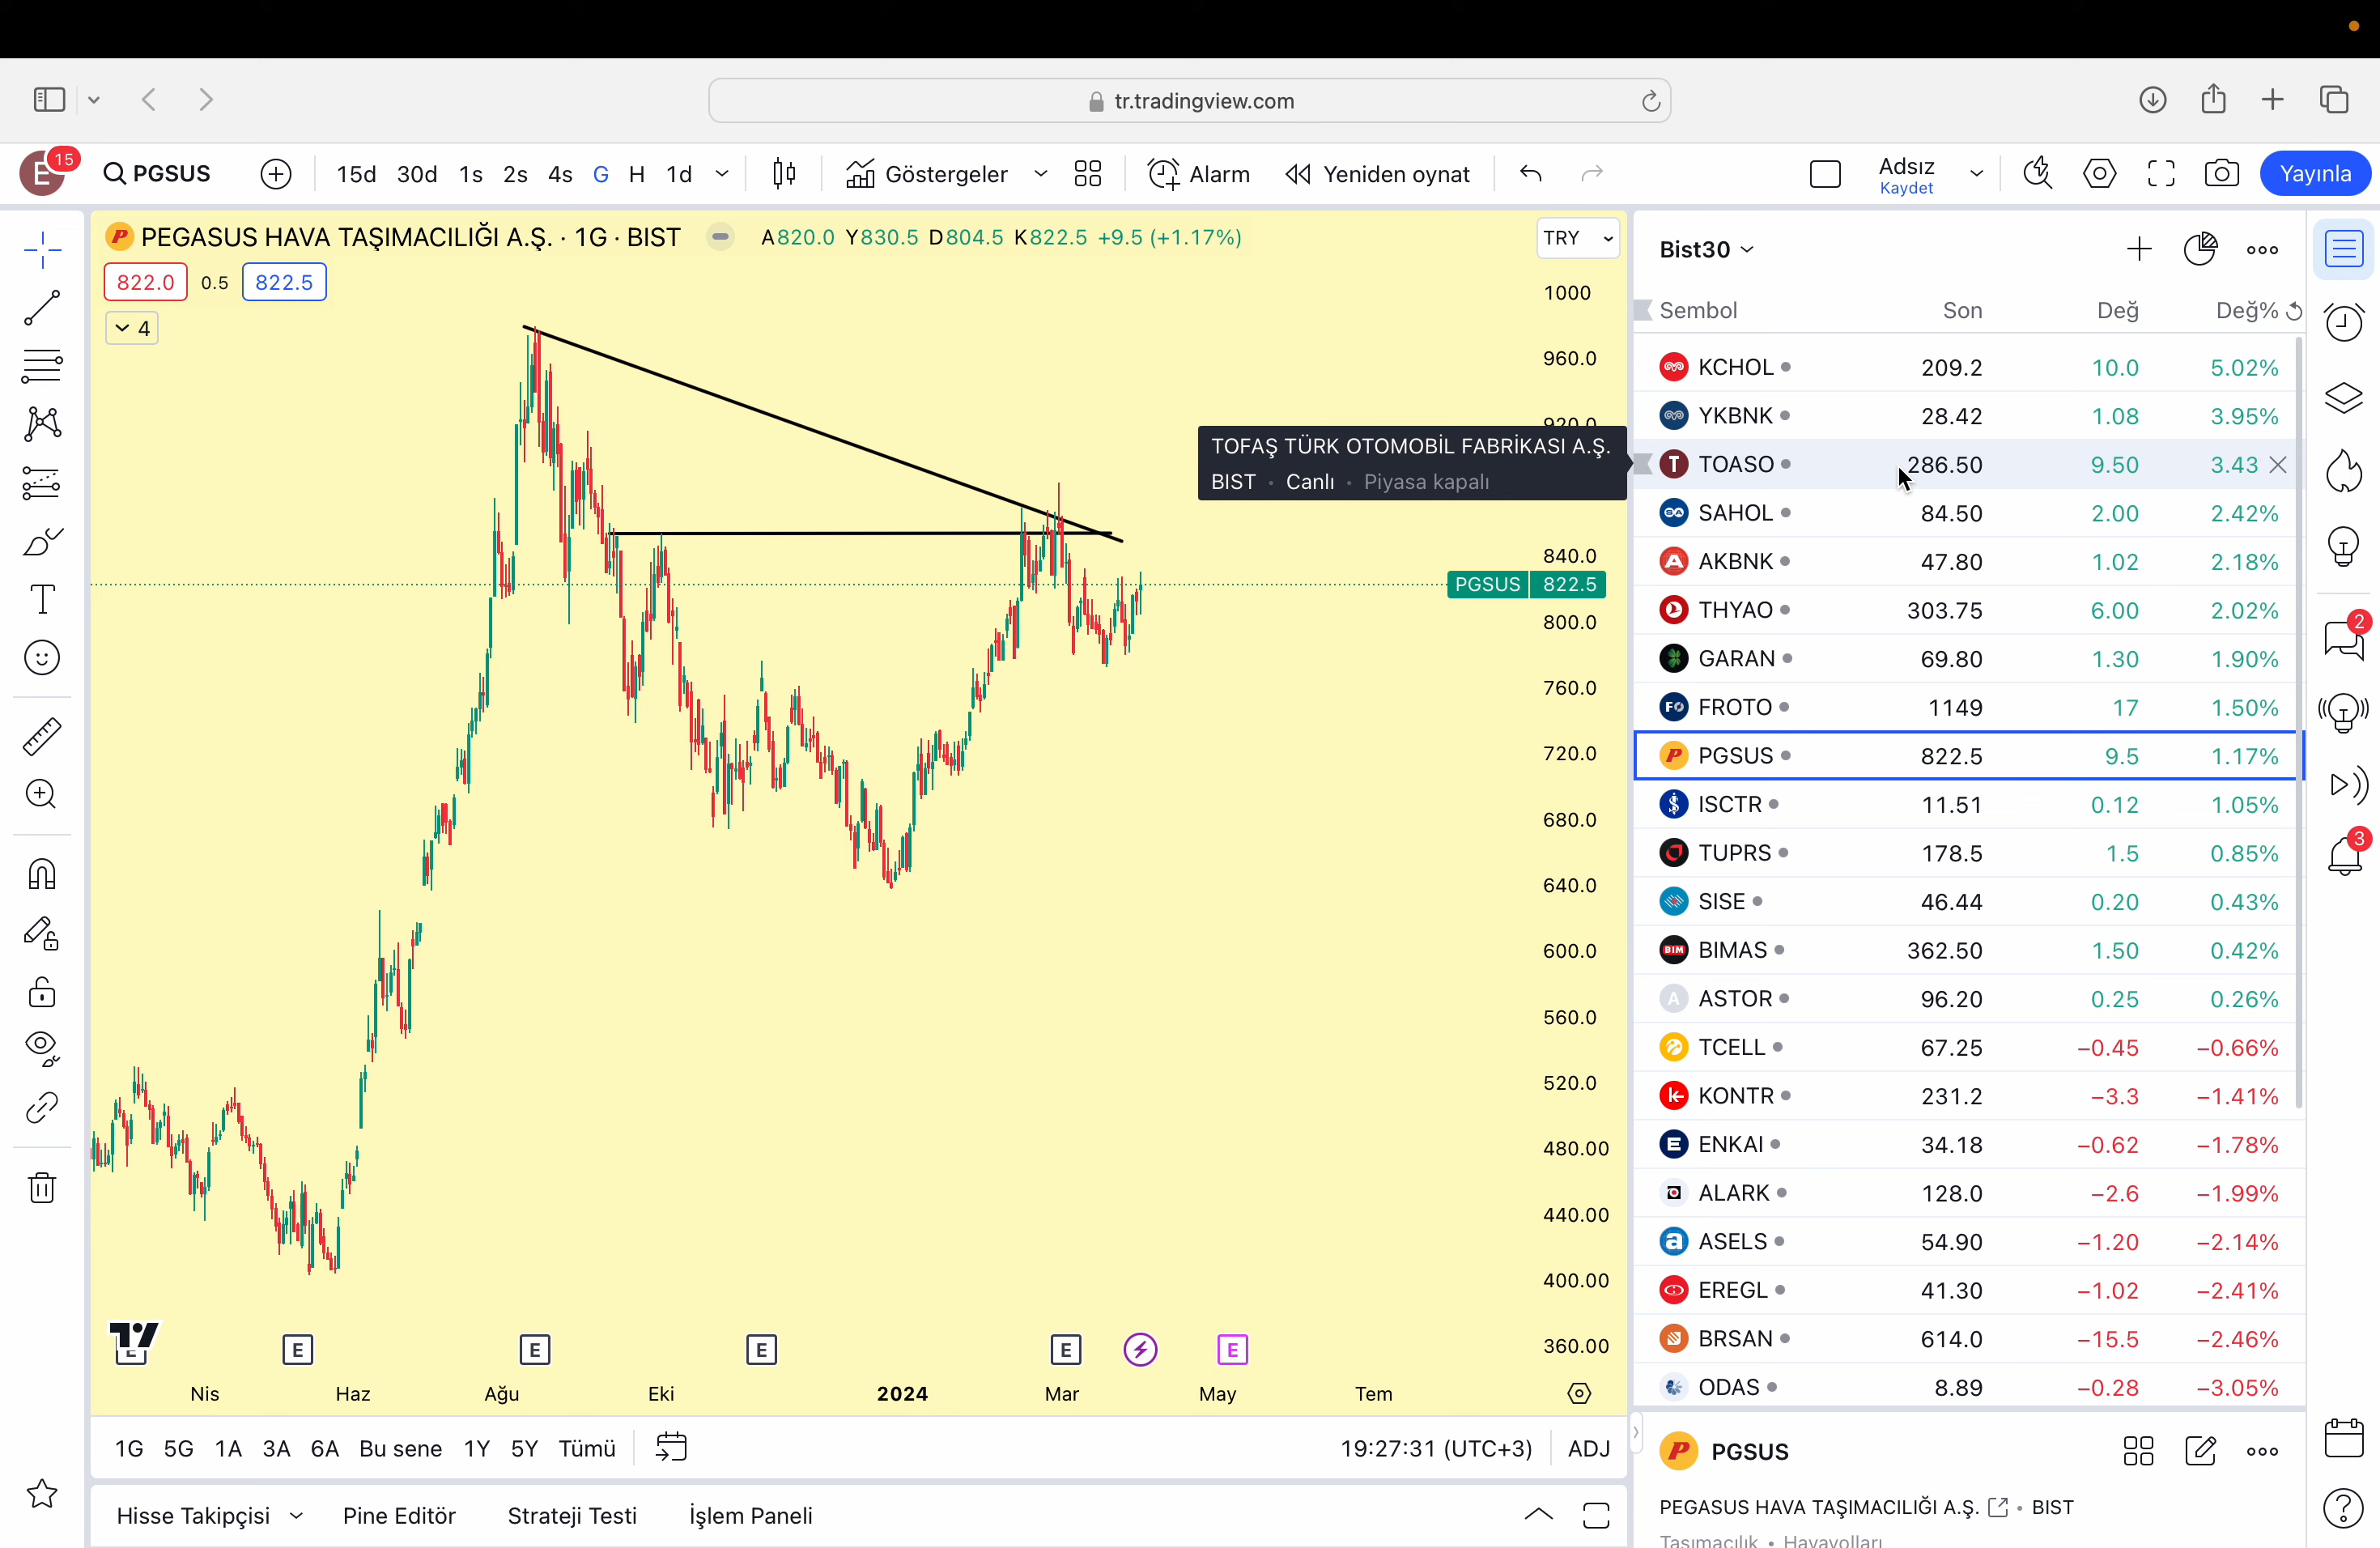 tr.tradingview.com
E 15 PGSUS 15d 30d 1s 2s 4s G H 1d Göstergeler Alarm Yeniden oynat Adsız Yayınla
Kaydet
PEGASUS HAVA TAŞIMACILIĞI A.Ş. · 1G · BIST A820.0 Y830.5 D804.5 K822.5 +9.5 (+1.17%) TRY
822.0 0.5 822.5
4
1000
960.0
920.0
840.0
PGSUS 822.5
800.0
760.0
720.0
680.0
640.0
600.0
560.0
520.0
480.00
440.00
400.00
360.00
TOFAŞ TÜRK OTOMOBİL FABRİKASI A.Ş.
BIST · Canlı · Piyasa kapalı
E E E E E
Nis Haz Ağu Eki 2024 Mar May Tem
1G 5G 1A 3A 6A Bu sene 1Y 5Y Tümü 19:27:31 (UTC+3) ADJ
Hisse Takipçisi Pine Editör Strateji Testi İşlem Paneli
Bist30
Sembol Son Değ Değ%
KCHOL 209.2 10.0 5.02%
YKBNK 28.42 1.08 3.95%
T TOASO 286.50 9.50 3.43
SAHOL 84.50 2.00 2.42%
AKBNK 47.80 1.02 2.18%
THYAO 303.75 6.00 2.02%
GARAN 69.80 1.30 1.90%
FO FROTO 1149 17 1.50%
P PGSUS 822.5 9.5 1.17%
ISCTR 11.51 0.12 1.05%
TUPRS 178.5 1.5 0.85%
SISE 46.44 0.20 0.43%
BIM BIMAS 362.50 1.50 0.42%
A ASTOR 96.20 0.25 0.26%
TCELL 67.25 −0.45 −0.66%
KONTR 231.2 −3.3 −1.41%
E ENKAI 34.18 −0.62 −1.78%
ALARK 128.0 −2.6 −1.99%
a ASELS 54.90 −1.20 −2.14%
EREGL 41.30 −1.02 −2.41%
BRSAN 614.0 −15.5 −2.46%
ODAS 8.89 −0.28 −3.05%
P PGSUS
PEGASUS HAVA TAŞIMACILIĞI A.Ş. • BIST
Taşımacılık • Havayolları
2
3